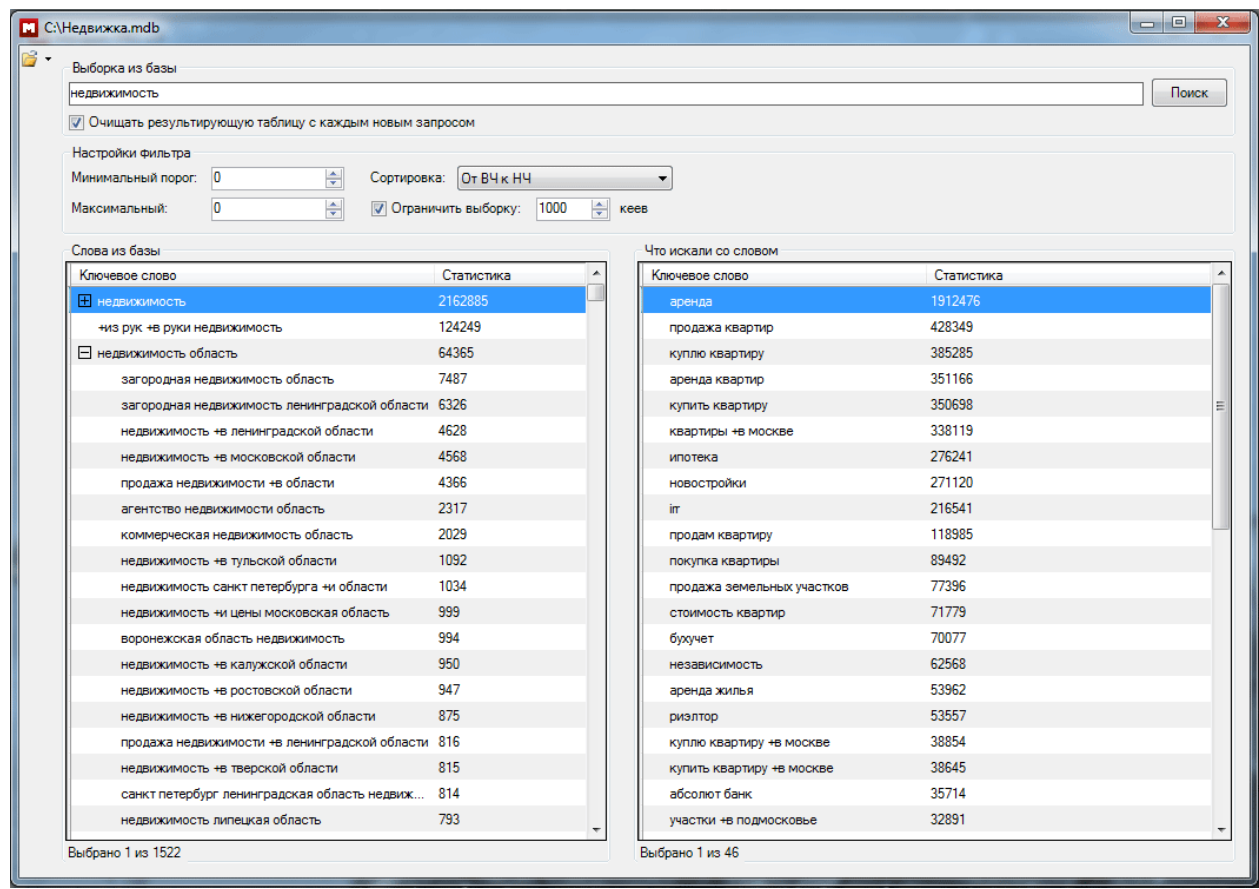 C:\Недвижка.mdb
Выборка из базы
недвижимость
Поиск
Очищать результирующую таблицу с каждым новым запросом
Настройки фильтра
Минимальный порог: 0 Сортировка: От ВЧ к НЧ
Максимальный: 0 Ограничить выборку: 1000 кеев
Слова из базы
Ключевое слово Статистика
недвижимость 2162885
+из рук +в руки недвижимость 124249
недвижимость область 64365
загородная недвижимость область 7487
загородная недвижимость ленинградской области 6326
недвижимость +в ленинградской области 4628
недвижимость +в московской области 4568
продажа недвижимости +в области 4366
агентство недвижимости область 2317
коммерческая недвижимость область 2029
недвижимость +в тульской области 1092
недвижимость санкт петербурга +и области 1034
недвижимость +и цены московская область 999
воронежская область недвижимость 994
недвижимость +в калужской области 950
недвижимость +в ростовской области 947
недвижимость +в нижегородской области 875
продажа недвижимости +в ленинградской области 816
недвижимость +в тверской области 815
санкт петербург ленинградская область недвиж... 814
недвижимость липецкая область 793
Выбрано 1 из 1522
Что искали со словом
Ключевое слово Статистика
аренда 1912476
продажа квартир 428349
куплю квартиру 385285
аренда квартир 351166
купить квартиру 350698
квартиры +в москве 338119
ипотека 276241
новостройки 271120
irr 216541
продам квартиру 118985
покупка квартиры 89492
продажа земельных участков 77396
стоимость квартир 71779
бухучет 70077
независимость 62568
аренда жилья 53962
риэлтор 53557
куплю квартиру +в москве 38854
купить квартиру +в москве 38645
абсолют банк 35714
участки +в подмосковье 32891
Выбрано 1 из 46